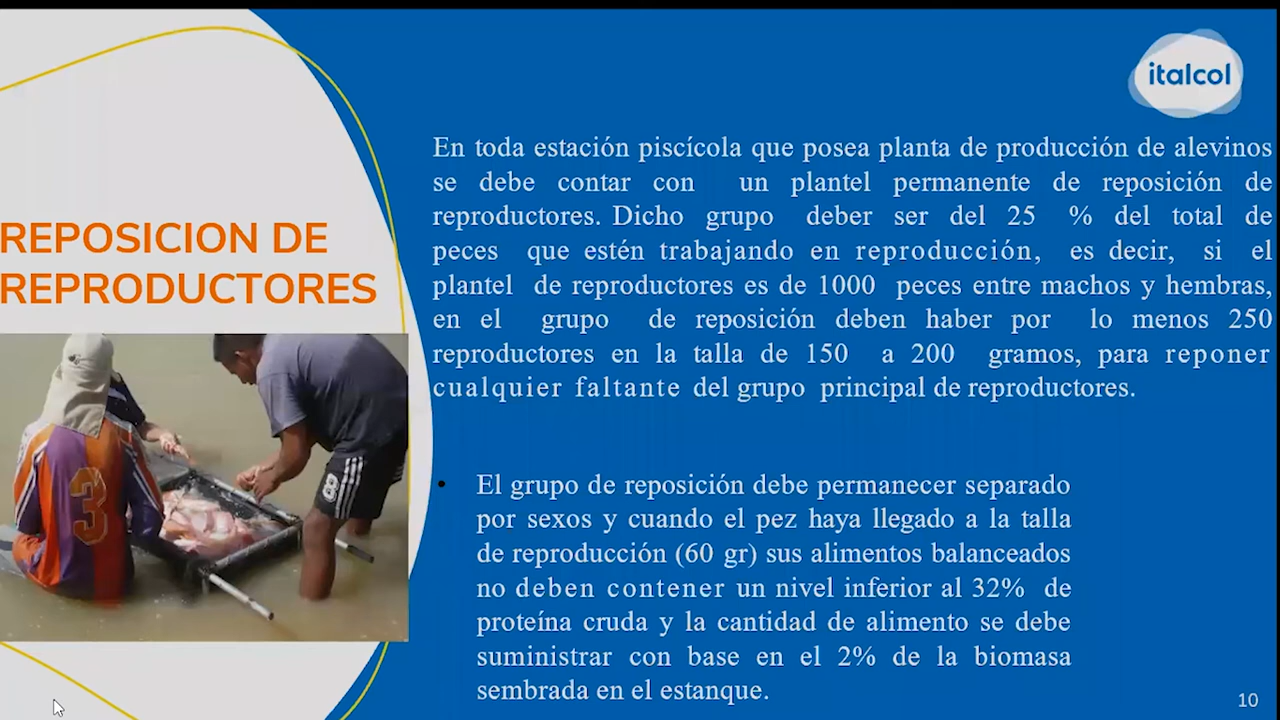 italcol
REPOSICION DE
REPRODUCTORES
En toda estación piscícola que posea planta de producción de alevinos
se debe contar con un plantel permanente de reposición de
reproductores. Dicho grupo deber ser del 25 % del total de
peces que estén trabajando en reproducción, es decir, si el
plantel de reproductores es de 1000 peces entre machos y hembras,
en el grupo de reposición deben haber por lo menos 250
reproductores en la talla de 150 a 200 gramos, para reponer
cualquier faltante del grupo principal de reproductores.
• El grupo de reposición debe permanecer separado
por sexos y cuando el pez haya llegado a la talla
de reproducción (60 gr) sus alimentos balanceados
no deben contener un nivel inferior al 32% de
proteína cruda y la cantidad de alimento se debe
suministrar con base en el 2% de la biomasa
sembrada en el estanque.
3
8
10